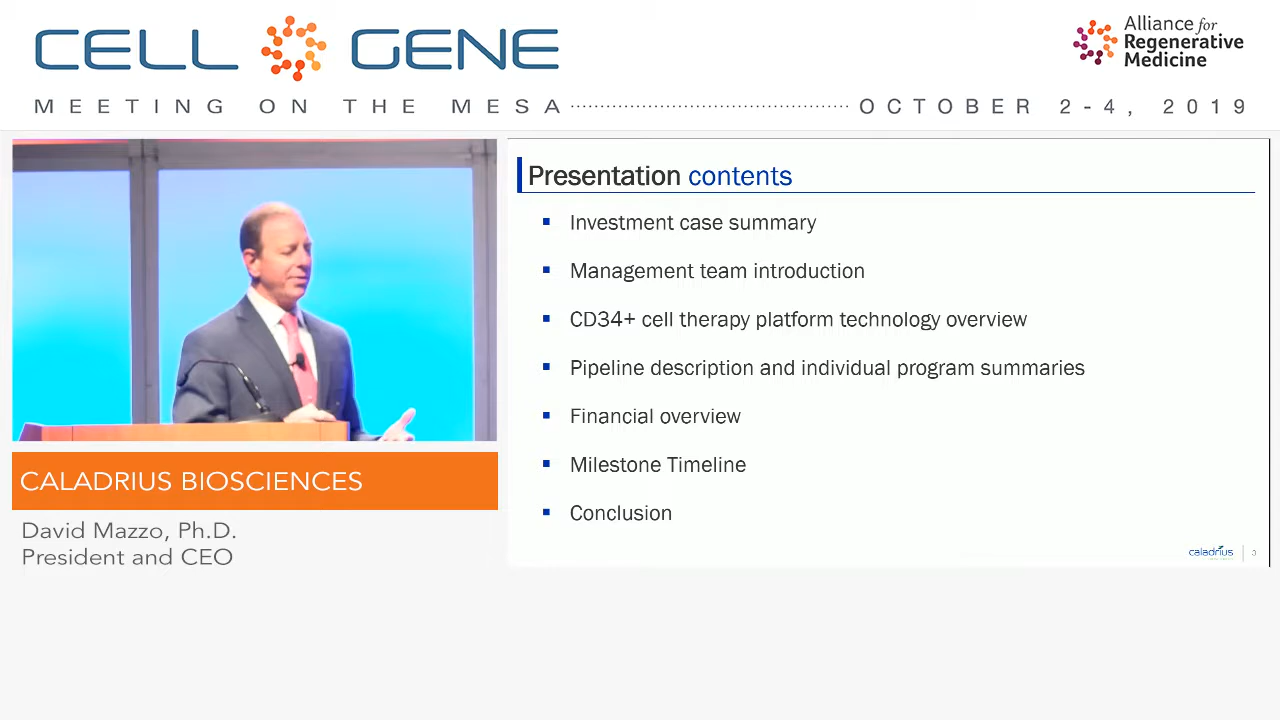 CELL GENE
Alliance for
Regenerative
Medicine
MEETING ON THE MESA OCTOBER 2-4, 2019
Presentation contents
Investment case summary
Management team introduction
CD34+ cell therapy platform technology overview
Pipeline description and individual program summaries
Financial overview
Milestone Timeline
Conclusion
caladrius
3
CALADRIUS BIOSCIENCES
David Mazzo, Ph.D.
President and CEO